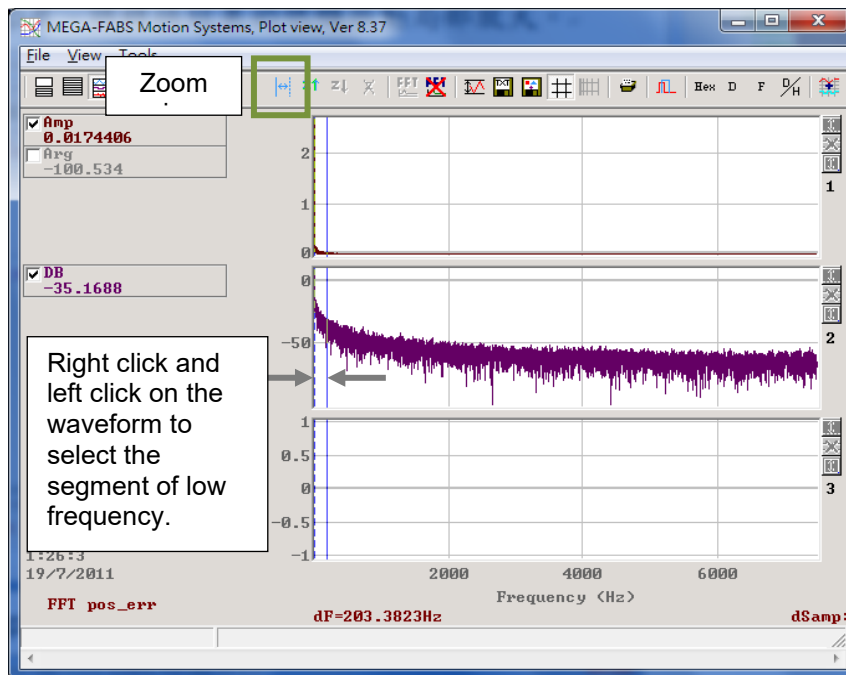 MEGA-FABS Motion Systems, Plot view, Ver 8.37
File View Tools
Zoom
FFT TXT Hex D F D/H
Amp
0.0174406
Arg
-100.534
2
1
0
1
DB
-35.1688
0
-50
2
Right click and
left click on the
waveform to
select the
segment of low
frequency.
1
0.5
0
-0.5
-1
3
1:26:3
19/7/2011
2000 4000 6000
Frequency (Hz)
FFT pos_err
dF=203.3823Hz
dSamp: